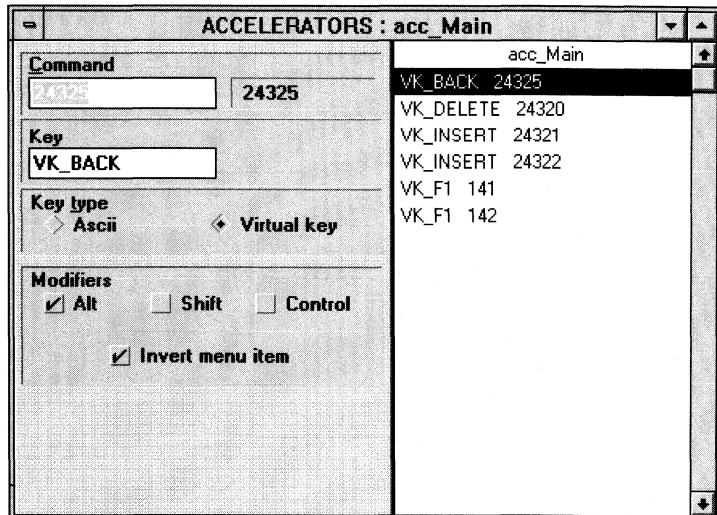 ACCELERATORS : acc_Main
Command
24325 24325
Key
VK_BACK
Key type
Ascii Virtual key
Modifiers
Alt Shift Control
Invert menu item
acc_Main
VK_BACK 24325
VK_DELETE 24320
VK_INSERT 24321
VK_INSERT 24322
VK_F1 141
VK_F1 142